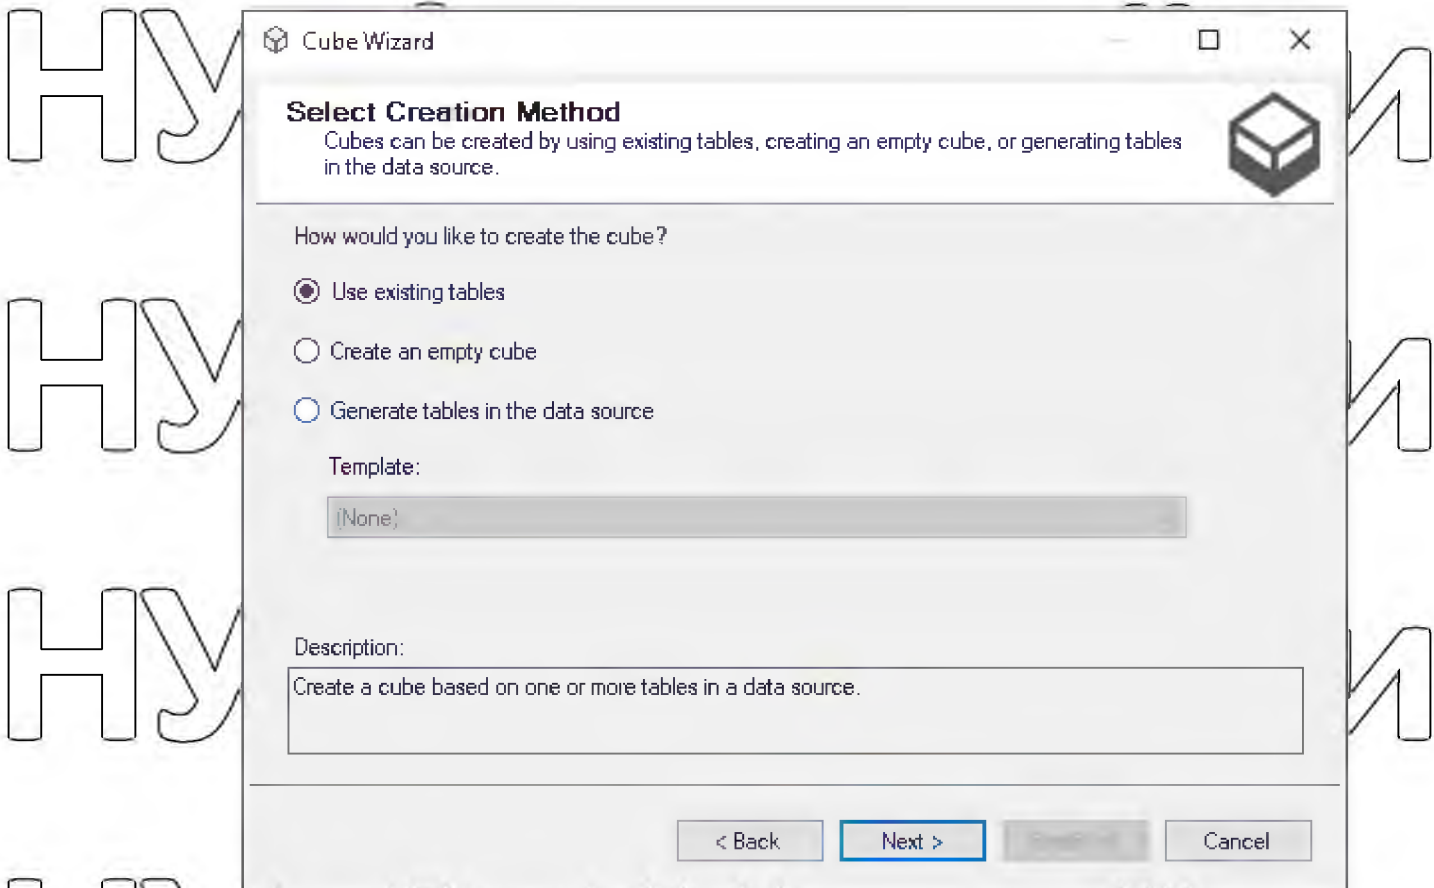 Cube Wizard
Select Creation Method
Cubes can be created by using existing tables, creating an empty cube, or generating tables
in the data source.
How would you like to create the cube?
Use existing tables
Create an empty cube
Generate tables in the data source
Template:
(None)
Description:
Create a cube based on one or more tables in a data source.
< Back
Next >
Cancel